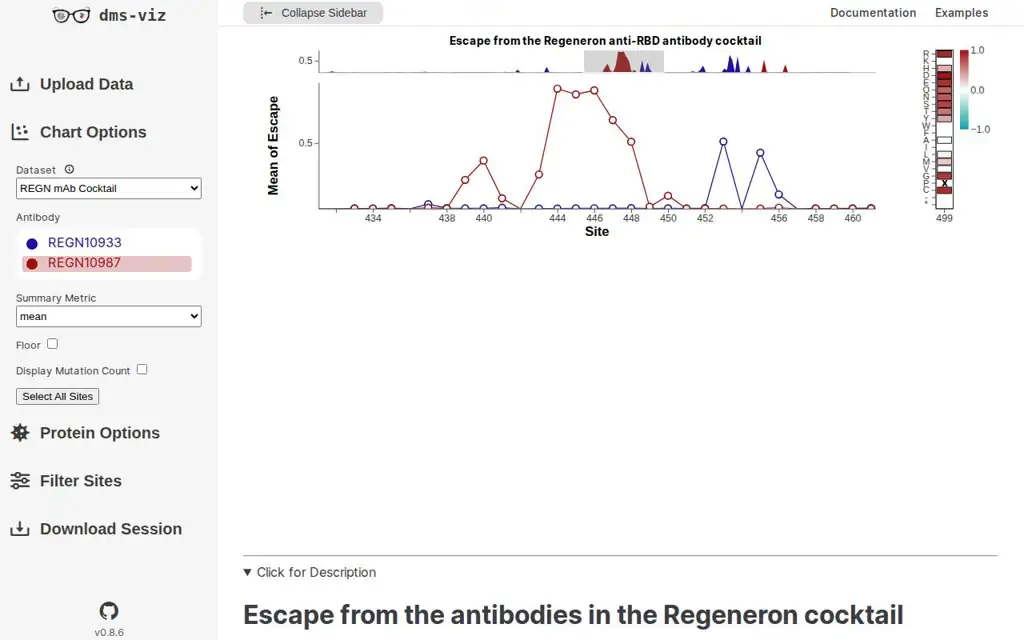 dms-viz
Collapse Sidebar
Documentation
Examples
Upload Data
Chart Options
Dataset
REGN mAb Cocktail
Antibody
REGN10933
REGN10987
Summary Metric
mean
Floor
Display Mutation Count
Select All Sites
Protein Options
Filter Sites
Download Session
v0.8.6
Escape from the Regeneron anti-RBD antibody cocktail
0.5
Mean of Escape
0.5
434 438 440 444 446 448 450 452 456 458 460
Site
R
K
H
D
E
Q
N
S
T
Y
W
F
A
I
L
M
V
G
P
C
-
*
X
499
1.0
0.0
−1.0
Click for Description
Escape from the antibodies in the Regeneron cocktail